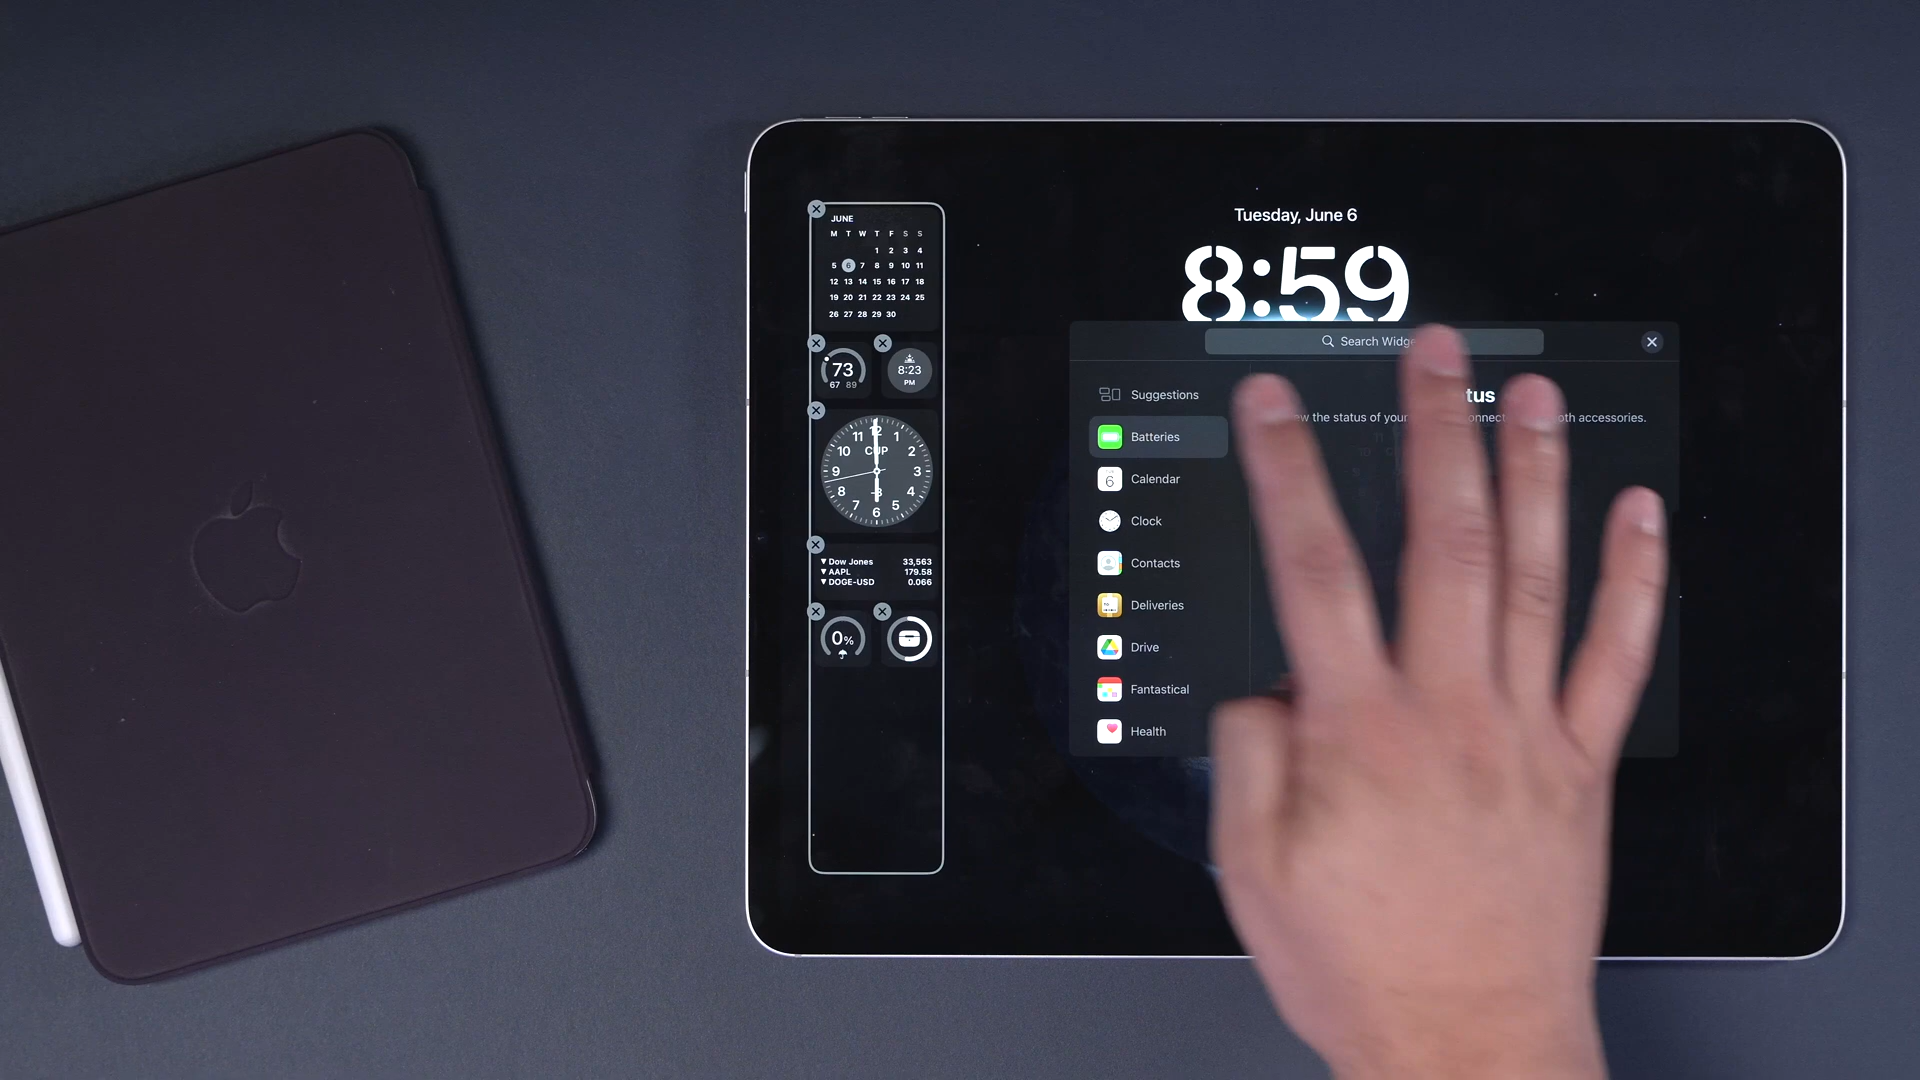 JUNE
M T W T F S S
1 2 3 4
5 6 7 8 9 10 11
12 13 14 15 16 17 18
19 20 21 22 23 24 25
26 27 28 29 30
73
67 89
8:23
PM
12 1 2 3 4 5 6 7 8 9 10 11
CUP
Dow Jones 33,563
AAPL 179.58
DOGE-USD 0.066
0%
Tuesday, June 6
8:59
Search
Suggestions
Batteries
Calendar
6
Clock
Contacts
Deliveries
Drive
Fantastical
Health
the status of your accessories.